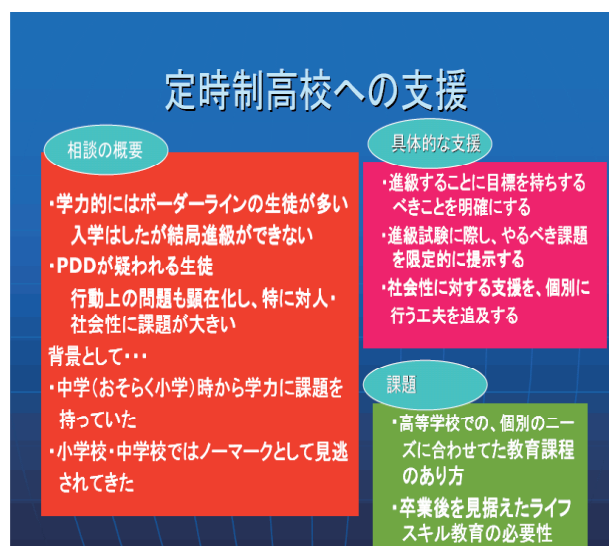 定時制高校への支援
相談の概要
・学力的にはボーダーラインの生徒が多い
入学はしたが結局進級ができない
・PDDが疑われる生徒
行動上の問題も顕在化し、特に対人・
社会性に課題が大きい
背景として・・・
・中学（おそらく小学）時から学力に課題を
持っていた
・小学校・中学校ではノーマークとして見逃
されてきた
具体的な支援
・進級することに目標を持ちする
べきことを明確にする
・進級試験に際し、やるべき課題
を限定的に提示する
・社会性に対する支援を、個別に
行う工夫を追及する
課題
・高等学校での、個別のニー
ズに合わせてた教育課程
のあり方
・卒業後を見据えたライフ
スキル教育の必要性